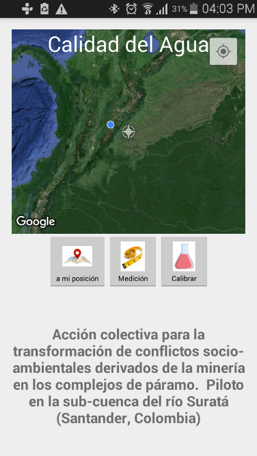 31% 04:03 PM
Calidad del Agua
Google
a mi posición Medición Calibrar
Acción colectiva para la
transformación de conflictos socio-
ambientales derivados de la minería
en los complejos de páramo. Piloto
en la sub-cuenca del río Suratá
(Santander, Colombia)